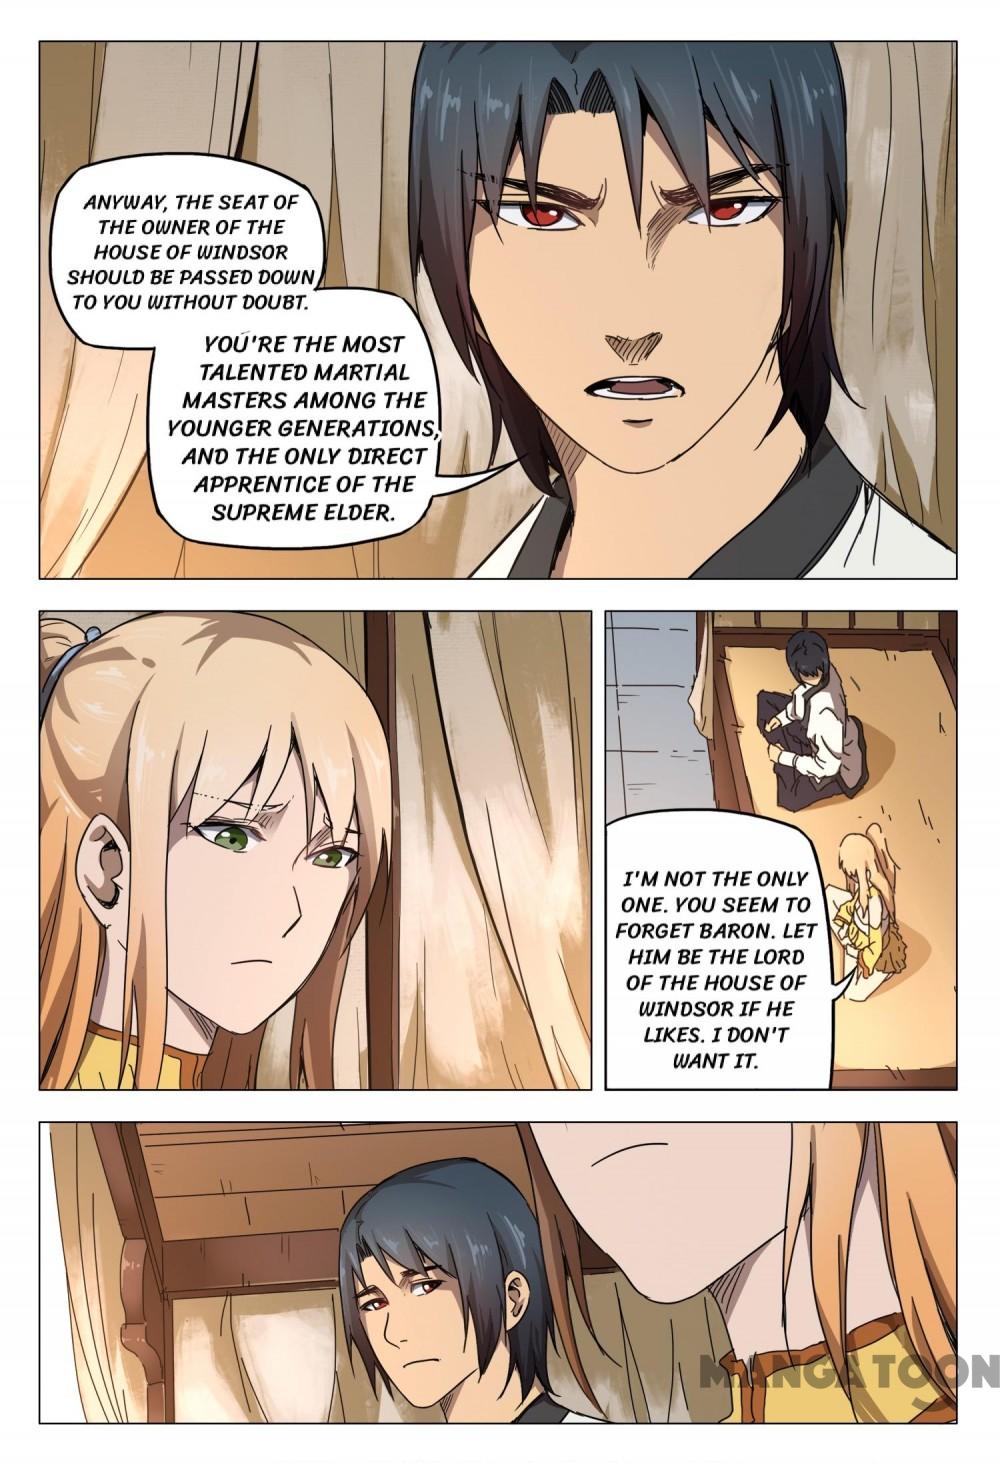 ANYWAY, THE SEAT OF
THE OWNER OF THE
HOUSE OF WINDSOR
SHOULD BE PASSED DOWN
TO YOU WITHOUT DOUBT.
YOU'RE THE MOST
TALENTED MARTIAL
MASTERS AMONG THE
YOUNGER GENERATIONS,
AND THE ONLY DIRECT
APPRENTICE OF THE
SUPREME ELDER.
I'M NOT THE ONLY
ONE. YOU SEEM TO
FORGET BARON. LET
HIM BE THE LORD
OF THE HOUSE OF
WINDSOR IF HE
LIKES. I DON'T
WANT IT.
MANGATOON